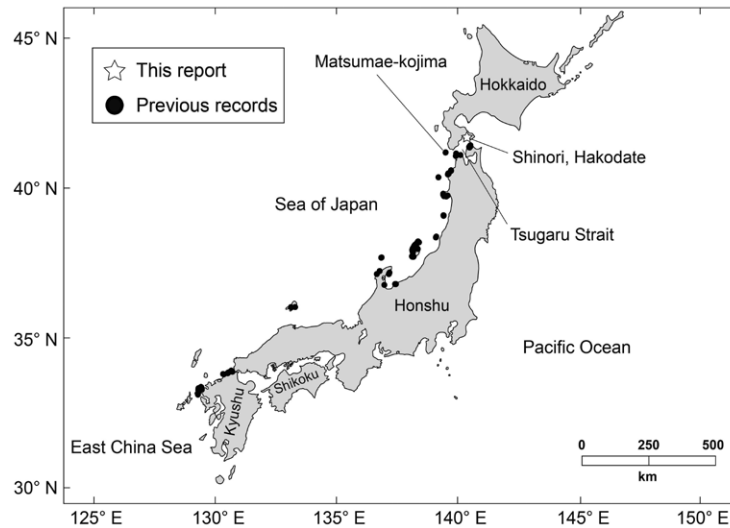 45° N
40° N
35° N
30° N
This report
Previous records
Matsumae-kojima
Hokkaido
Shinori, Hakodate
Tsugaru Strait
Sea of Japan
Honshu
Pacific Ocean
Shikoku
Kyushu
East China Sea
0 250 500
km
125° E 130° E 135° E 140° E 145° E 150° E